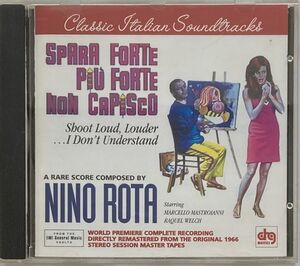 Classic Italian Soundtracks
SPARA FORTE
PIÙ FORTE
NON CAPISCO
Shoot Loud, Louder
...I Don't Understand
A RARE SCORE COMPOSED BY
NINO ROTA
Starring
MARCELLO MASTROIANNI
RAQUEL WELCH
FROM THE
EMI General Music
VAULTS
WORLD PREMIERE COMPLETE RECORDING
DIRECTLY REMASTERED FROM THE ORIGINAL 1966
STEREO SESSION MASTER TAPES
drg